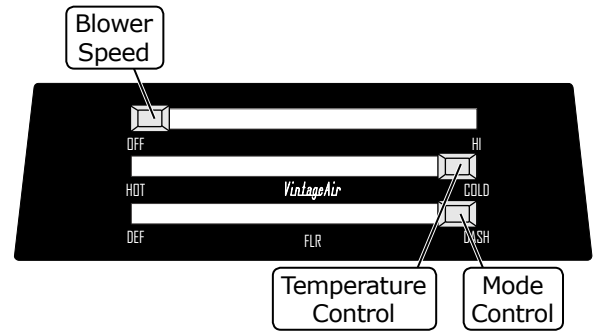 Blower
Speed
OFF HI
HOT VintageAir COLD
DEF FLR DASH
Temperature
Control
Mode
Control